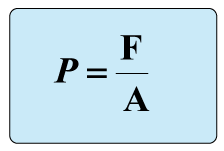 P = F/A